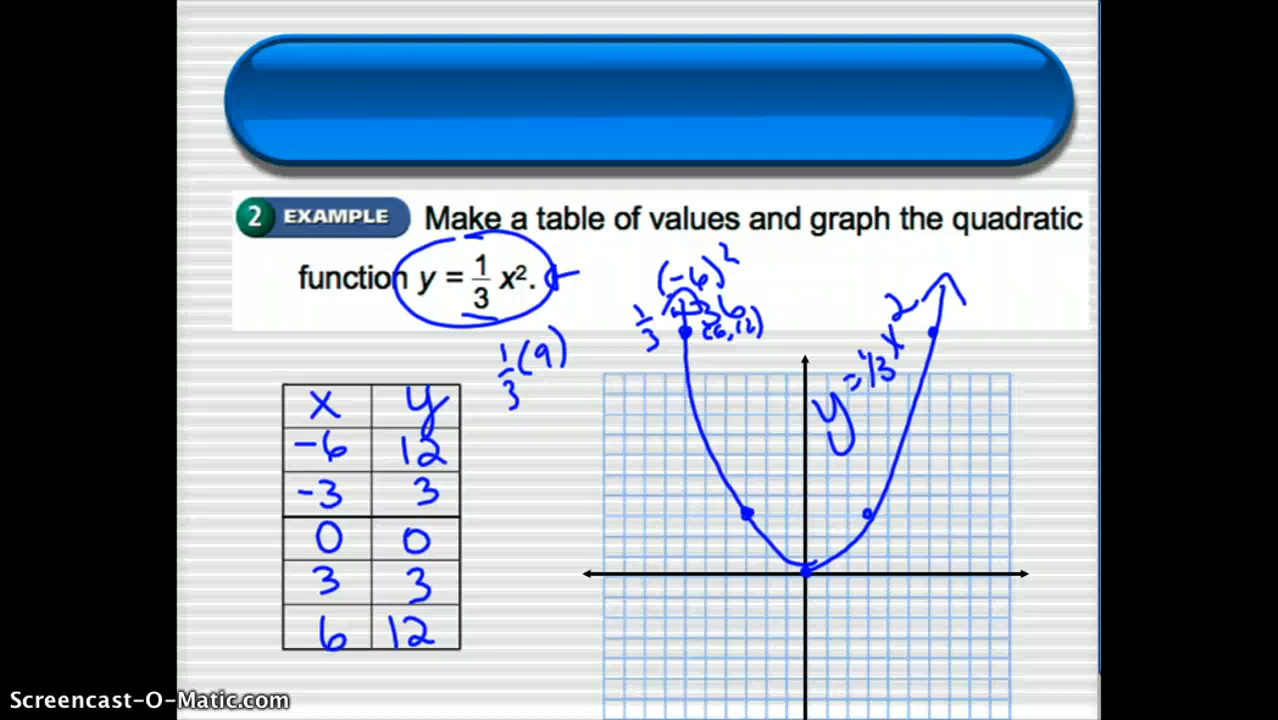 2 EXAMPLE Make a table of values and graph the quadratic
function y = 1/3 x².
(-6)²
1/3 36
(6, 12)
1/3 (9)
y = 1/3 x²
x y
-6 12
-3 3
0 0
3 3
6 12
Screencast-O-Matic.com